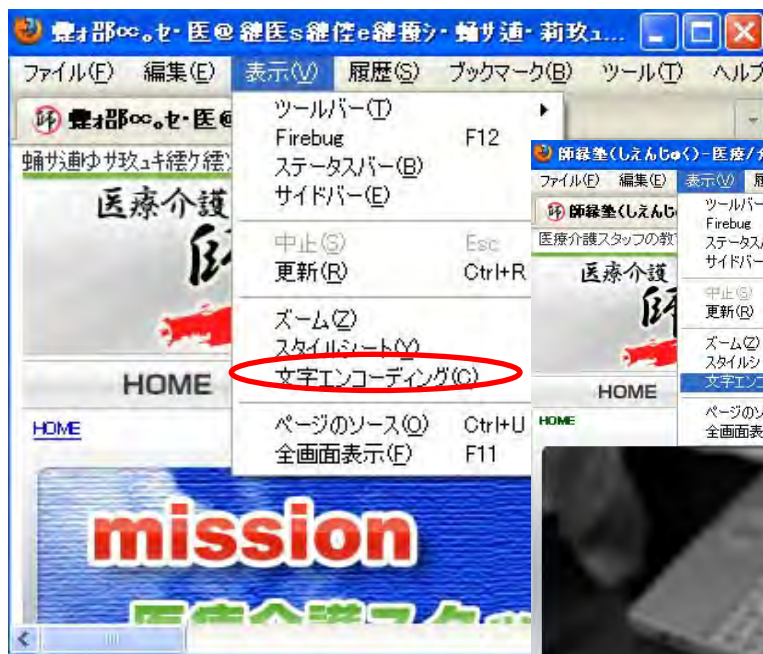 ファイル(F) 編集(E) 表示(V) 履歴(S) ブックマーク(B) ツール(T) ヘルプ
ツールバー(T)
Firebug F12
ステータスバー(B)
サイドバー(E)
中止(S) Esc
更新(R) Ctrl+R
ズーム(Z)
スタイルシート(Y)
文字エンコーディング(C)
ページのソース(O) Ctrl+U
全画面表示(F) F11
医療介護
師
HOME
HOME
mission
医療介護スタッ
師縁塾(しえんじゅく)-医療/
ファイル(F) 編集(E) 表示(V)
師縁塾(しえんじ
医療介護スタッフの教
ツールバー
Firebug
ステータス
サイドバー
中止(S)
更新(R)
ズーム(Z)
スタイルシ
文字エンコ
ページのソ
全画面表
医療介護
師
HOME
HOME